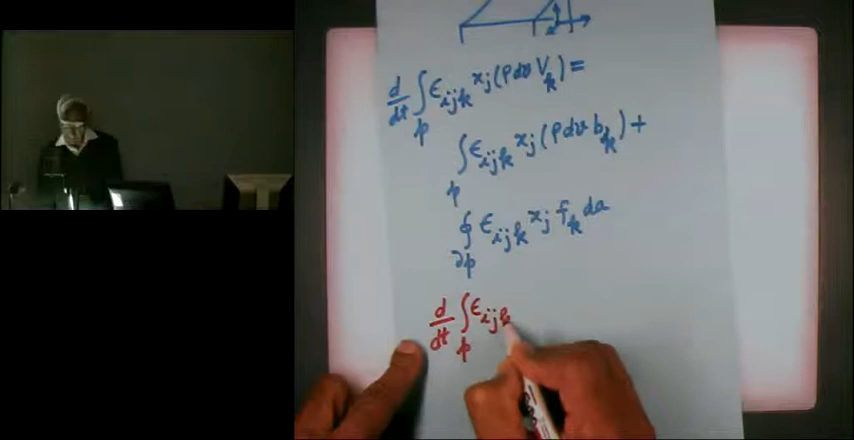 d/dt ∫_p ϵ_ijk x_j (ρ dv V_k) =
∫_p ϵ_ijk x_j (ρ dv b_k) +
∮_∂p ϵ_ijk x_j f_k da
d/dt ∫_p ϵ_ijk